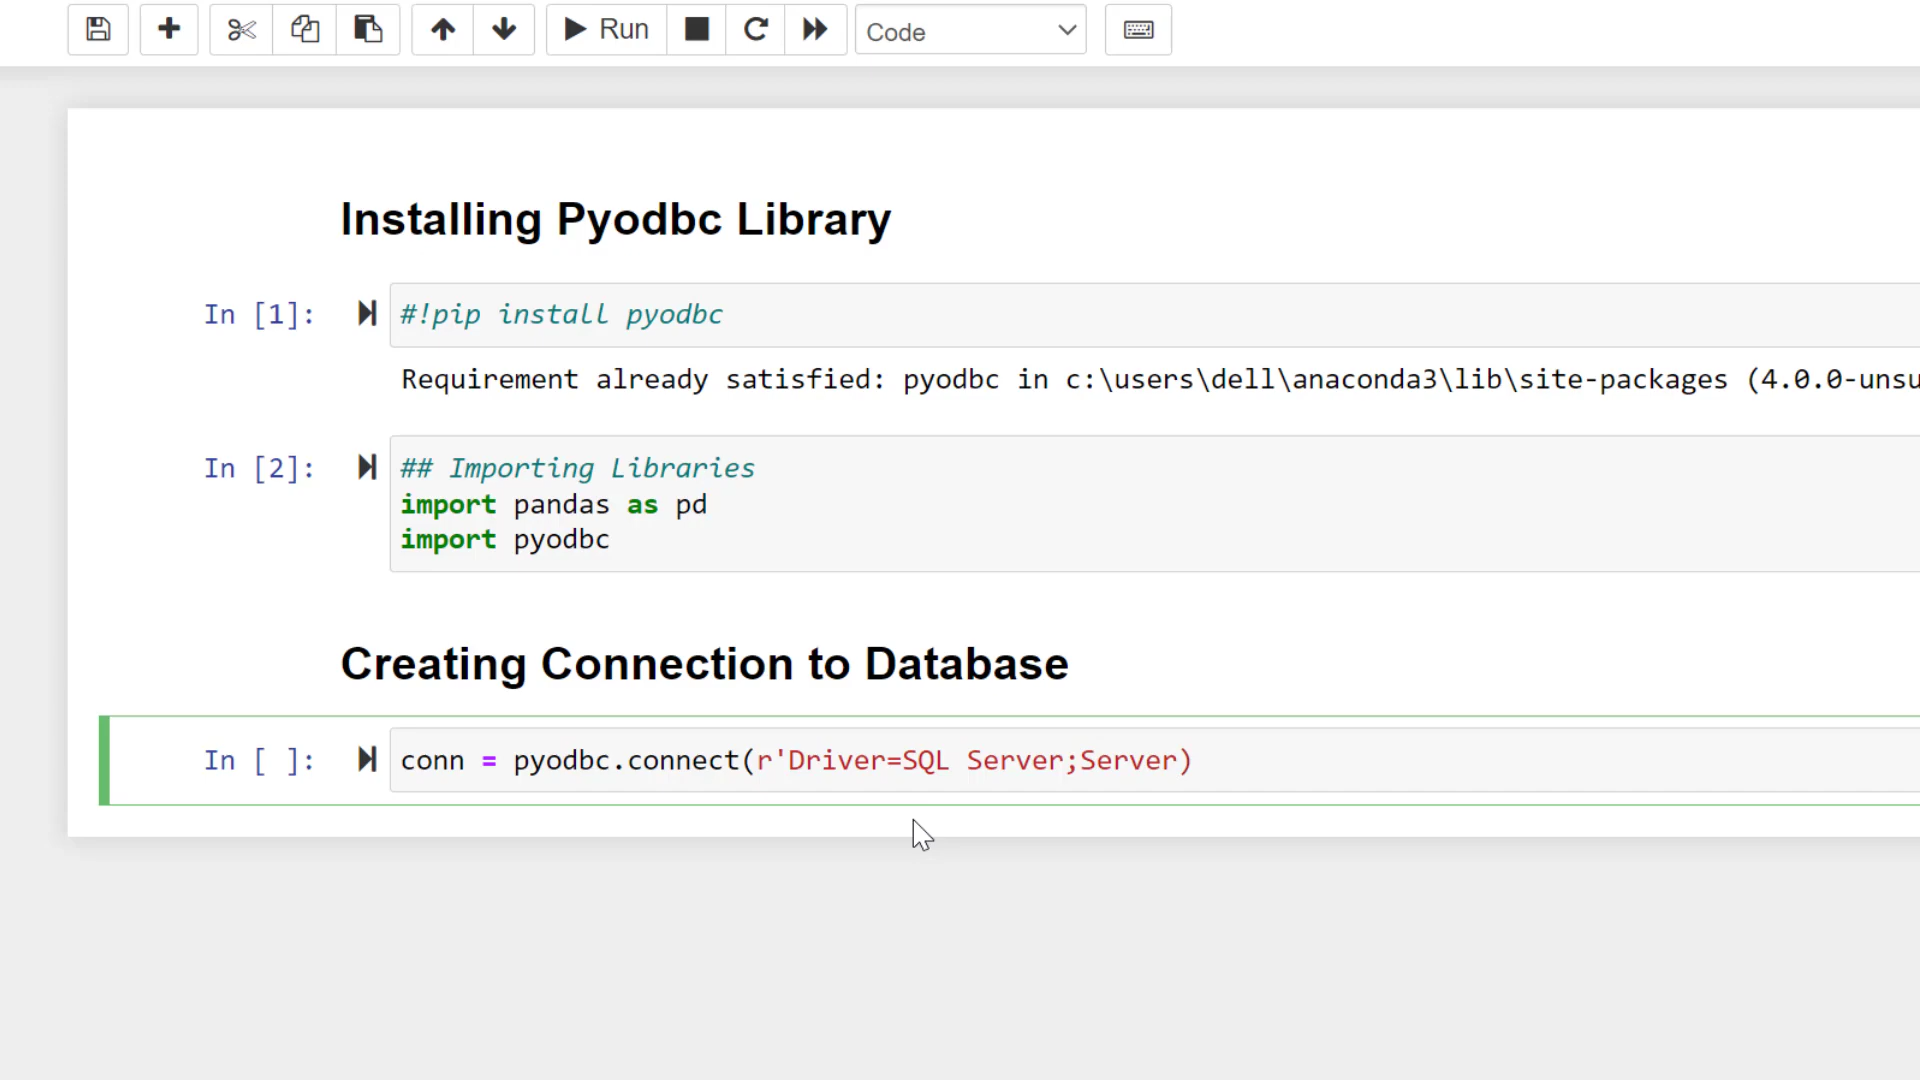 Run
Code
Installing Pyodbc Library
In [1]:
#!pip install pyodbc
Requirement already satisfied: pyodbc in c:\users\dell\anaconda3\lib\site-packages (4.0.0-unsu
In [2]:
## Importing Libraries
import pandas as pd
import pyodbc
Creating Connection to Database
In [ ]:
conn = pyodbc.connect(r'Driver=SQL Server;Server)